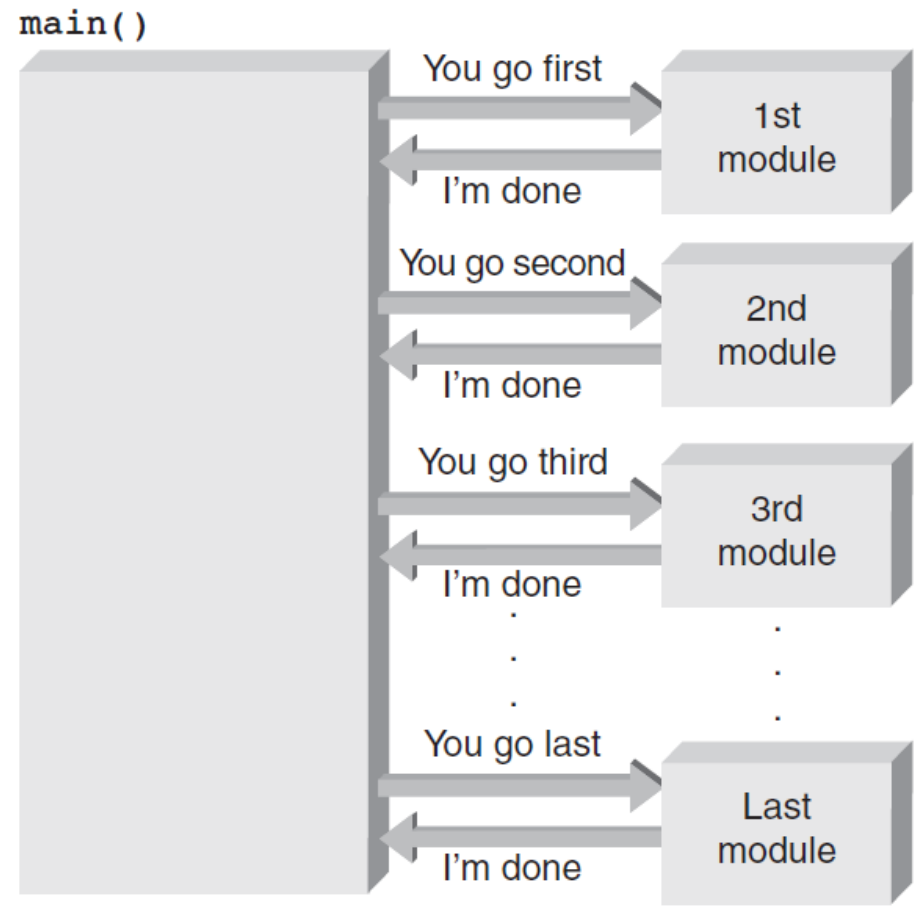 main()
You go first
1st
module
I'm done
You go second
2nd
module
I'm done
You go third
3rd
module
I'm done
.
.
.
.
.
.
You go last
Last
module
I'm done